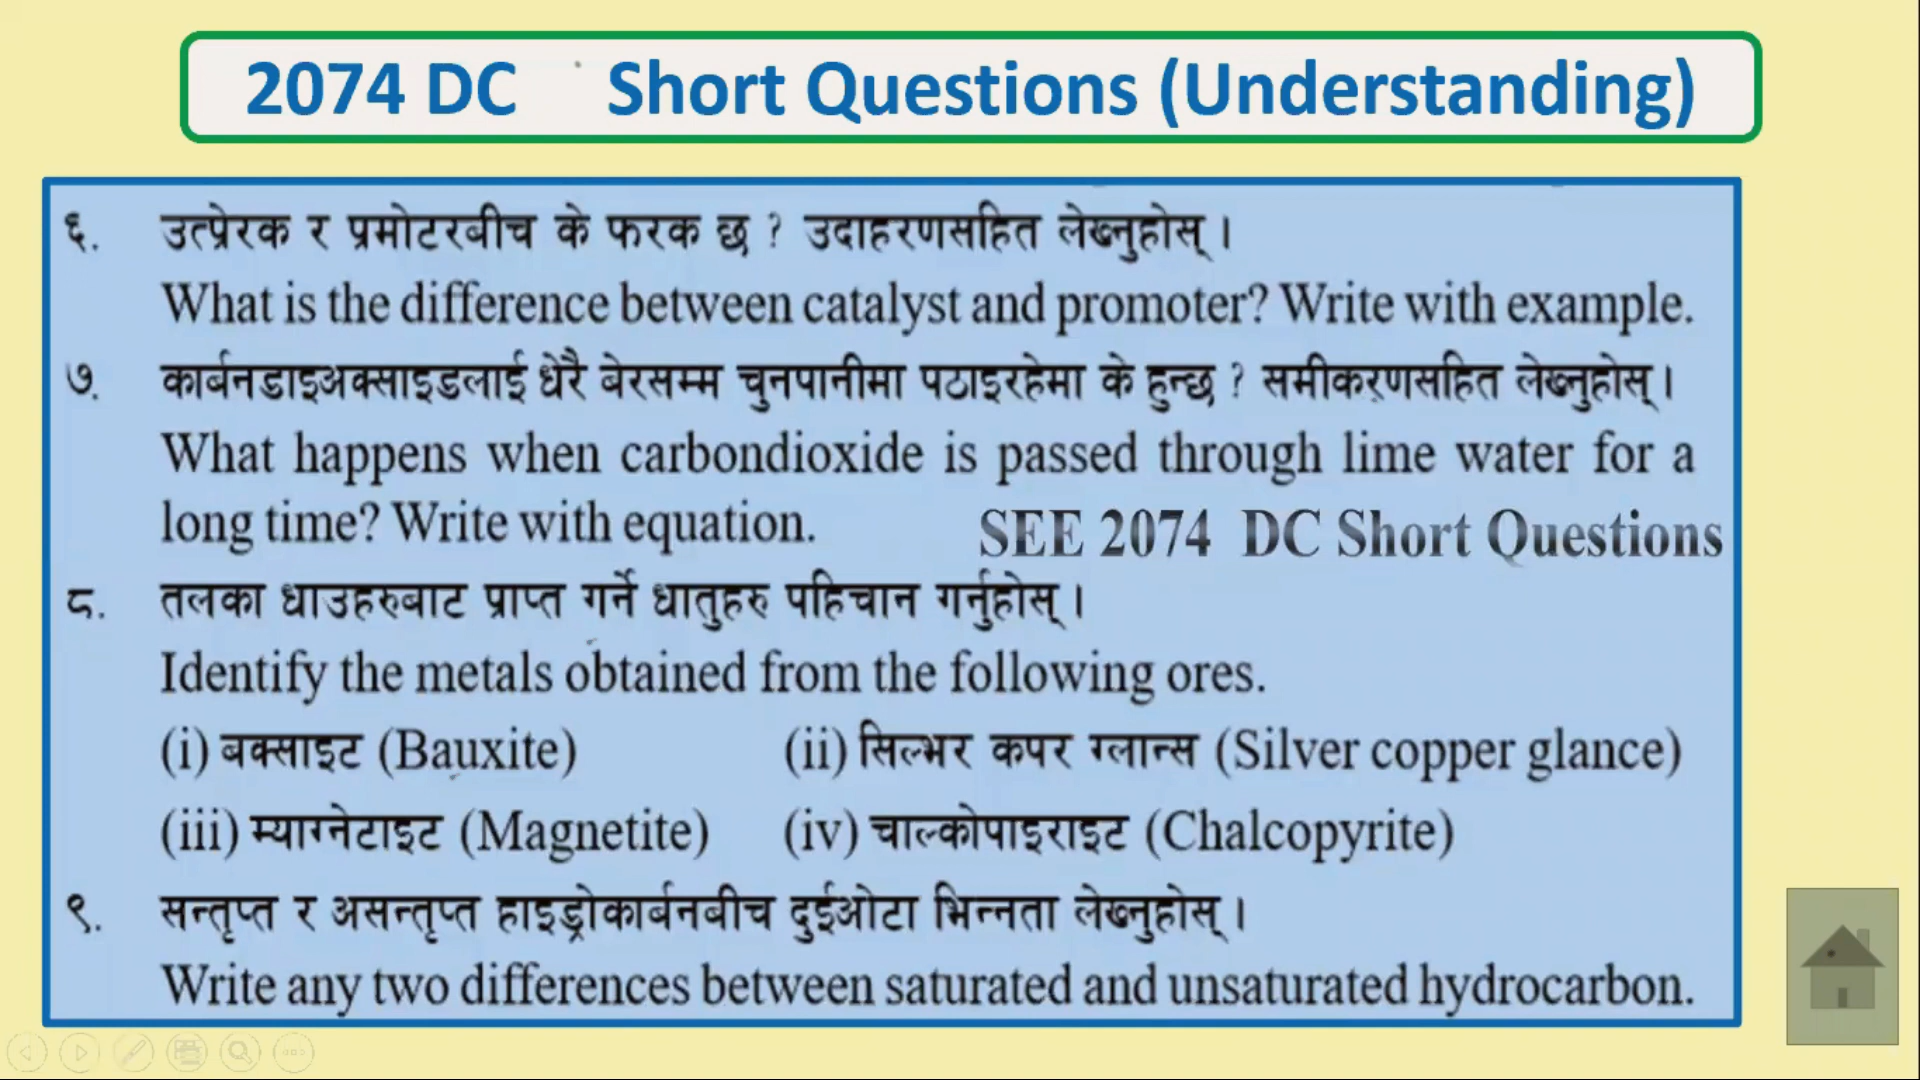 2074 DC Short Questions (Understanding)
६. उत्प्रेरक र प्रमोटरबीच के फरक छ ? उदाहरणसहित लेख्नुहोस् ।
What is the difference between catalyst and promoter? Write with example.
७. कार्बनडाइअक्साइडलाई धेरै बेरसम्म चुनपानीमा पठाइरहेमा के हुन्छ ? समीकरणसहित लेख्नुहोस् ।
What happens when carbondioxide is passed through lime water for a
long time? Write with equation.
SEE 2074 DC Short Questions
८. तलका धाउहरुबाट प्राप्त गर्ने धातुहरु पहिचान गर्नुहोस् ।
Identify the metals obtained from the following ores.
(i) बक्साइट (Bauxite) (ii) सिल्भर कपर ग्लान्स (Silver copper glance)
(iii) म्याग्नेटाइट (Magnetite) (iv) चाल्कोपाइराइट (Chalcopyrite)
९. सन्तृप्त र असन्तृप्त हाइड्रोकार्बनबीच दुईओटा भिन्नता लेख्नुहोस् ।
Write any two differences between saturated and unsaturated hydrocarbon.